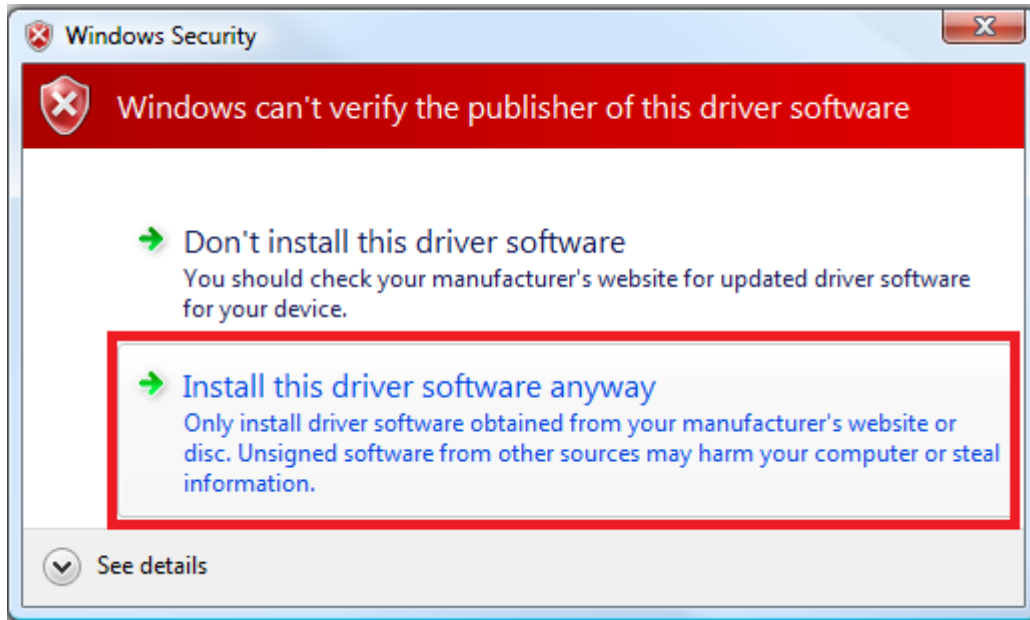 Windows Security
Windows can't verify the publisher of this driver software
Don't install this driver software
You should check your manufacturer's website for updated driver software
for your device.
Install this driver software anyway
Only install driver software obtained from your manufacturer's website or
disc. Unsigned software from other sources may harm your computer or steal
information.
See details